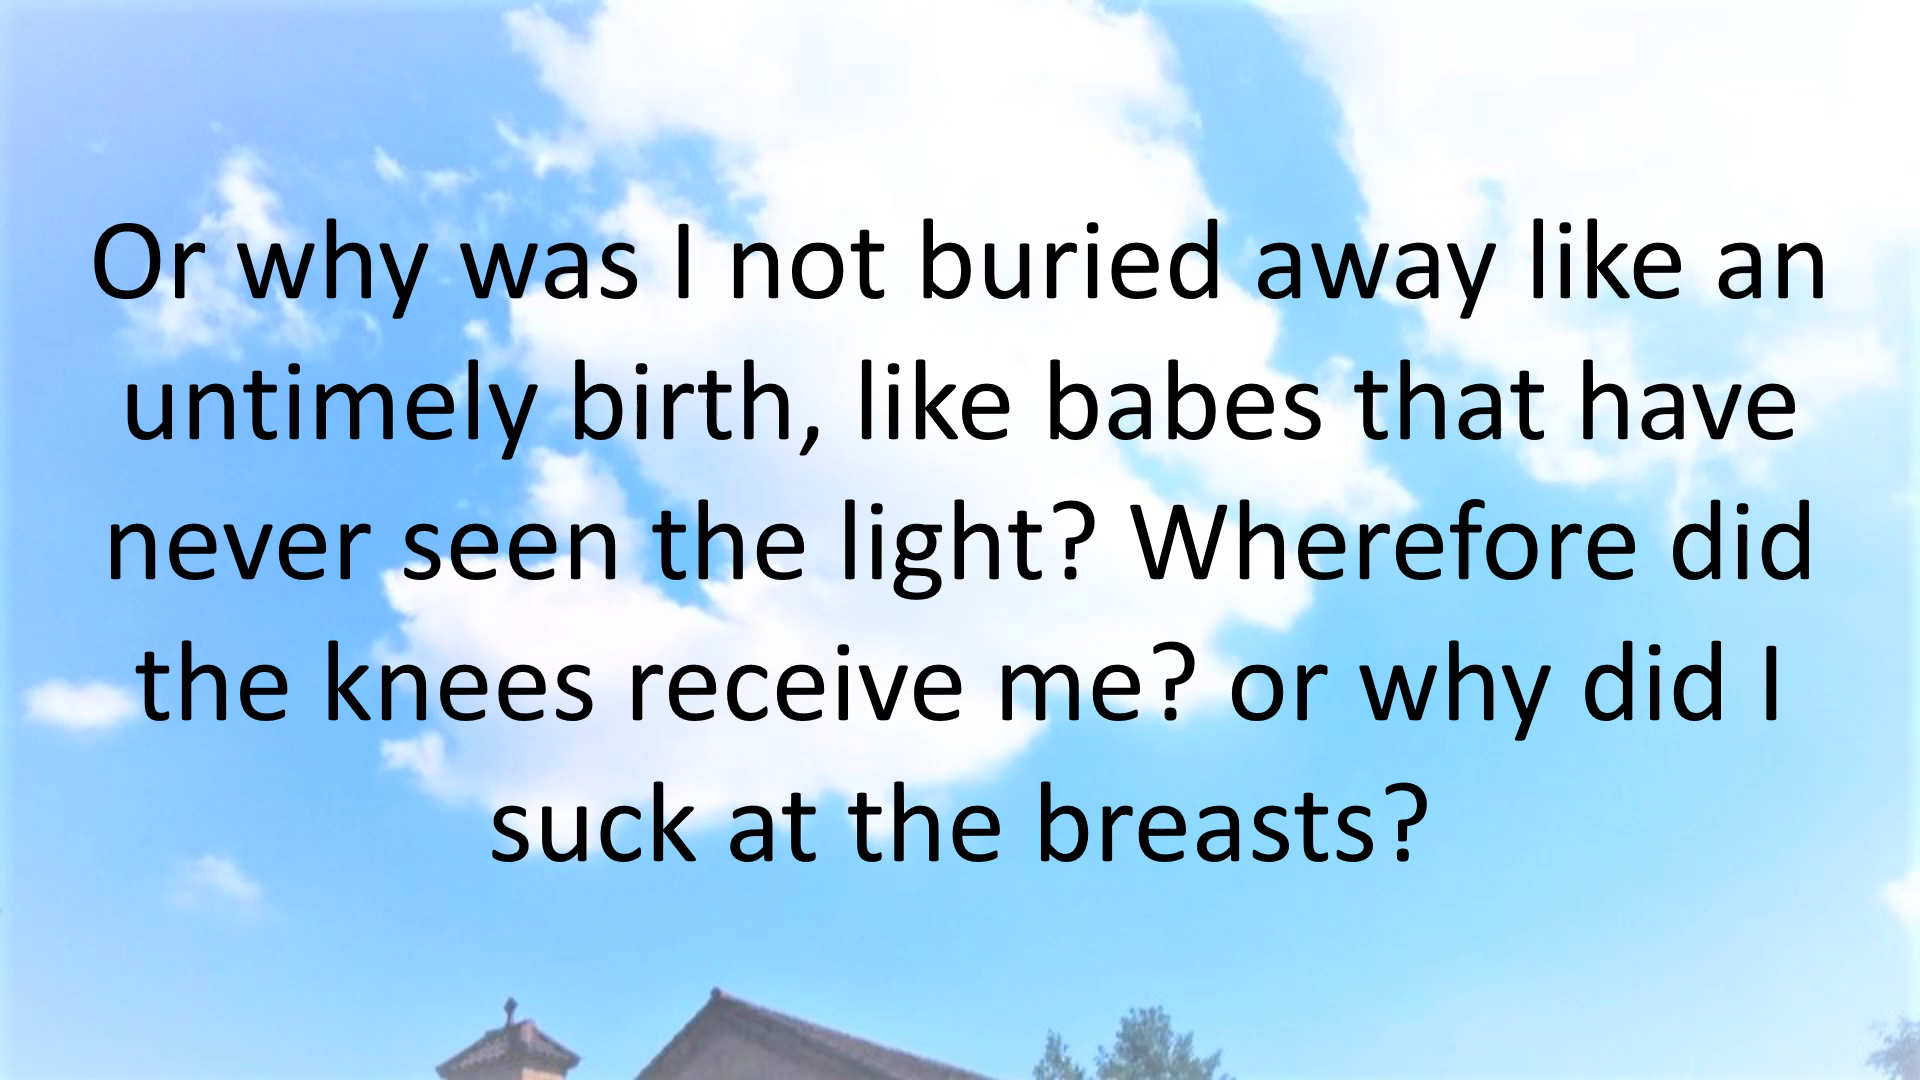 Or why was I not buried away like an
untimely birth, like babes that have
never seen the light? Wherefore did
the knees receive me? or why did I
suck at the breasts?